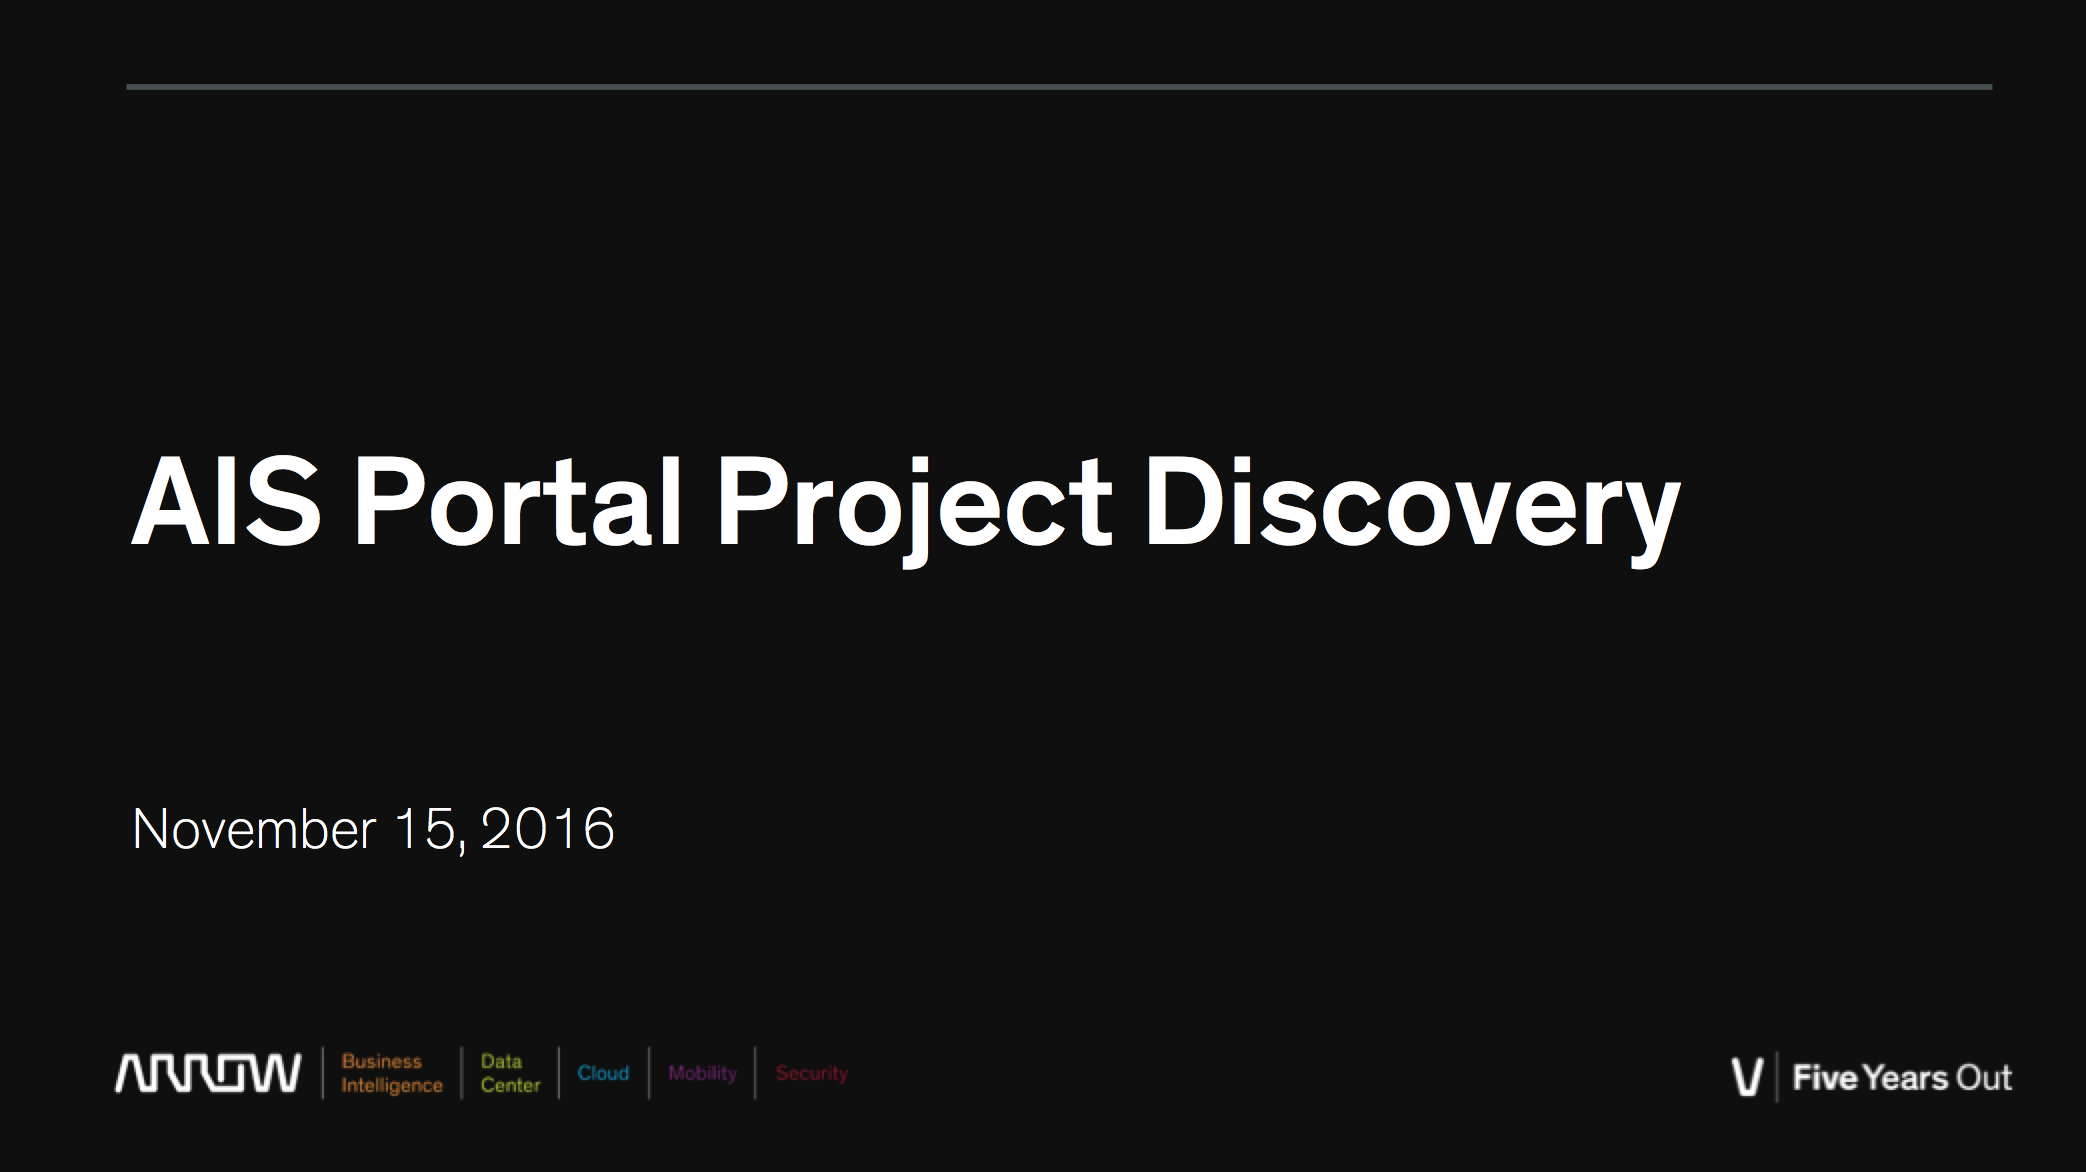 AIS Portal Project Discovery
November 15, 2016
ARROW
Business
Intelligence
Data
Center
Cloud
Mobility
Security
Five Years Out